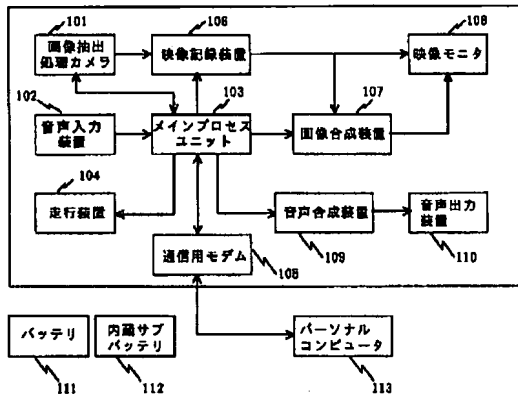 101
画像抽出
処理カメラ
106
映像記録装置
108
映像モニタ
102
音声入力
装置
103
メインプロセス
ユニット
107
画像合成装置
104
走行装置
音声合成装置
109
音声出力
装置
110
通信用モデム
105
バッテリ
111
内蔵サブ
バッテリ
112
パーソナル
コンピュータ
113